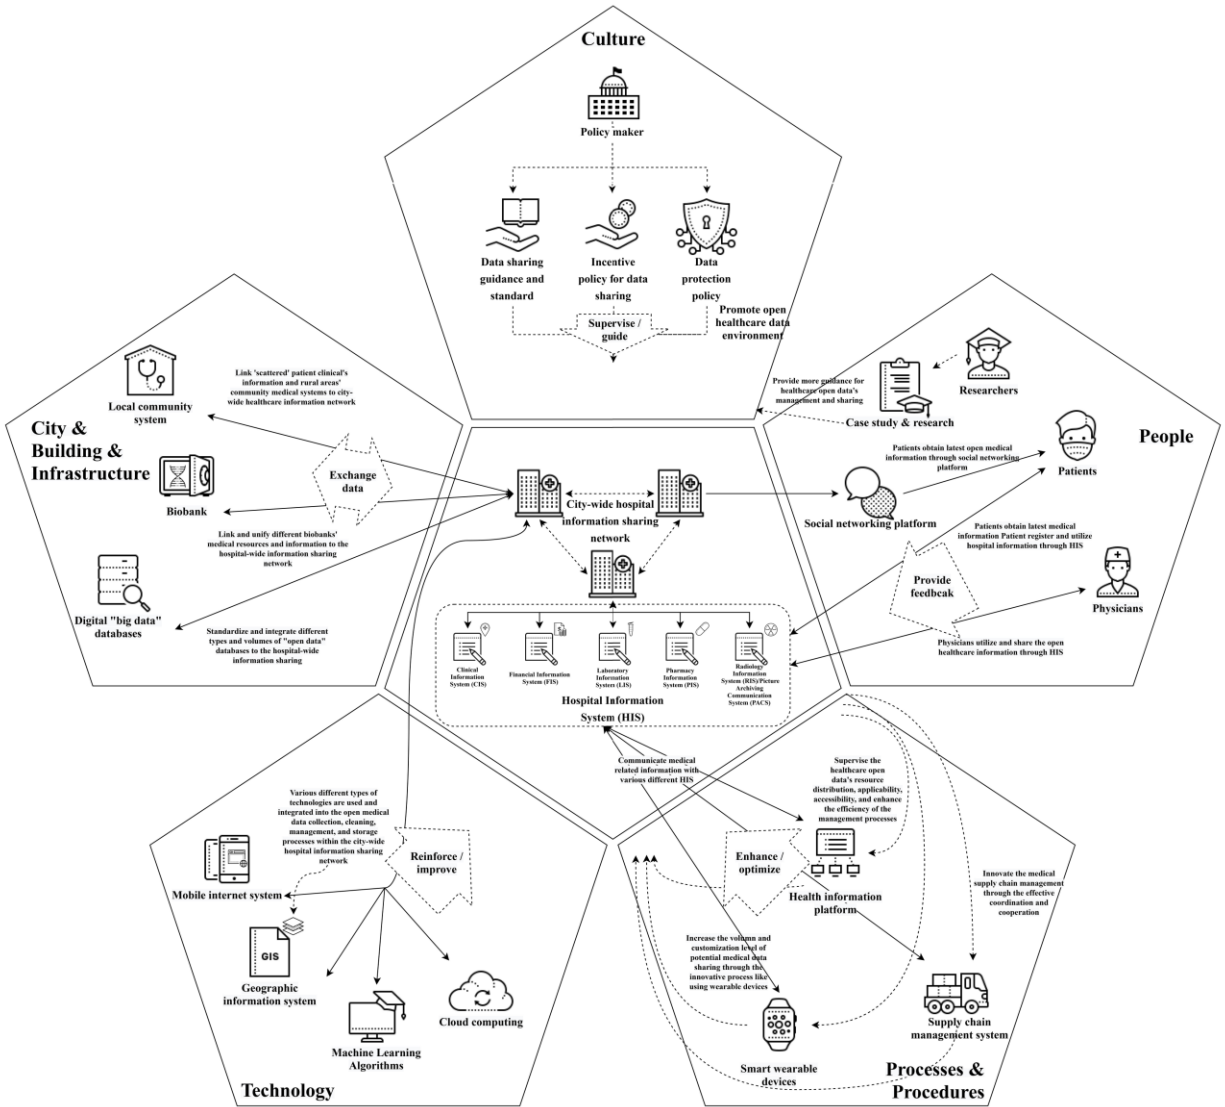 Culture
Policy maker
Data sharing
guidance and
standard
Incentive
policy for data
sharing
Data
protection
policy
Supervise /
guide
Promote open
healthcare data
environment
City &
Building &
Infrastructure
Local community
system
Link 'scattered' patient clinical's
information and rural areas'
community medical systems to city-
wide healthcare information network
Biobank
Exchange
data
Link and unify different biobanks'
medical resources and information to the
hospital-wide information sharing
network
Digital "big data"
databases
Standardize and integrate different
types and volumes of "open data"
databases to the hospital-wide
information sharing
City-wide hospital
information sharing
network
Clinical
Information
System (CIS)
Financial Information
System (FIS)
Laboratory
Information
System (LIS)
Pharmacy
Information
System (PIS)
Radiology
Information
System (RIS)/Picture
Archiving
Communication
System (PACS)
Hospital Information
System (HIS)
People
Researchers
Provide more guidance for
healthcare open data's
management and sharing
Case study & research
Patients obtain latest open medical
information through social networking
platform
Patients
Social networking platform
Patients obtain latest medical
information Patient register and utilize
hospital information through HIS
Provide
feedbcak
Physicians
Physicians utilize and share the open
healthcare information through HIS
Technology
Various different types of
technologies are used and
integrated into the open medical
data collection, cleaning,
management, and storage
processes within the city-wide
hospital information sharing
network
Reinforce /
improve
Mobile internet system
GIS
Geographic
information system
Machine Learning
Algorithms
Cloud computing
Communicate medical
related information with
various different HIS
Supervise the
healthcare open
data's resource
distribution, applicability,
accessibility, and enhance
the efficiency of the
management processes
Enhance /
optimize
Health information
platform
Innovate the medical
supply chain management
through the effective
coordination and
cooperation
Increase the volumn and
customization level of
potential medical data
sharing through the
innovative process like
using wearable devices
Smart wearable
devices
Supply chain
management system
Processes &
Procedures